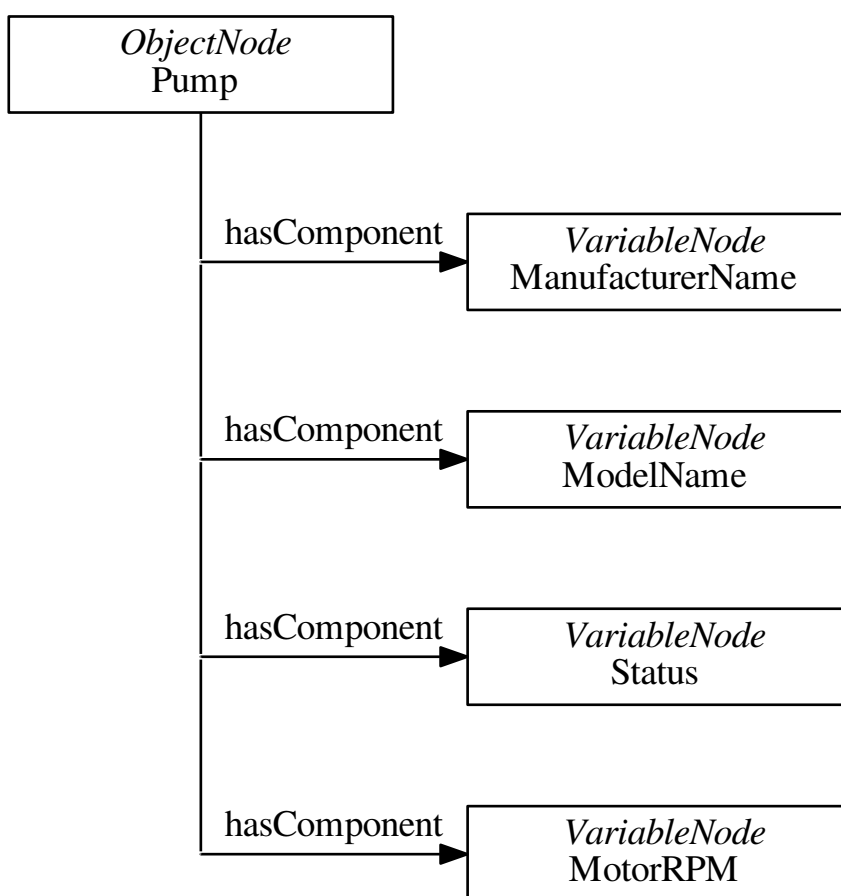 ObjectNode
Pump
hasComponent
VariableNode
ManufacturerName
hasComponent
VariableNode
ModelName
hasComponent
VariableNode
Status
hasComponent
VariableNode
MotorRPM